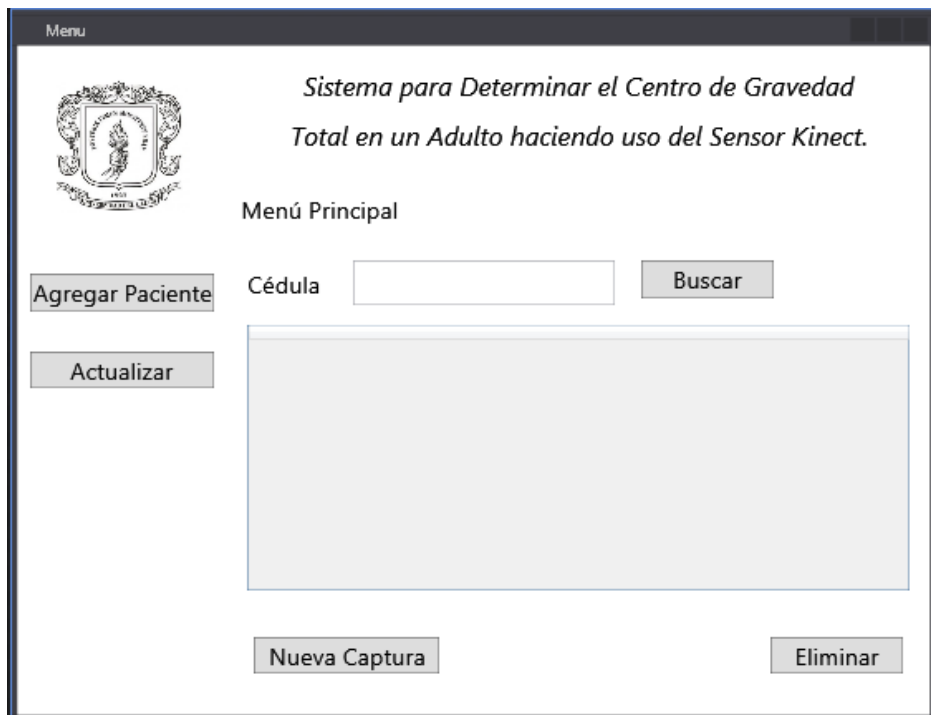 Menu
Sistema para Determinar el Centro de Gravedad
Total en un Adulto haciendo uso del Sensor Kinect.
Menú Principal
Agregar Paciente
Cédula
Buscar
Actualizar
Nueva Captura
Eliminar